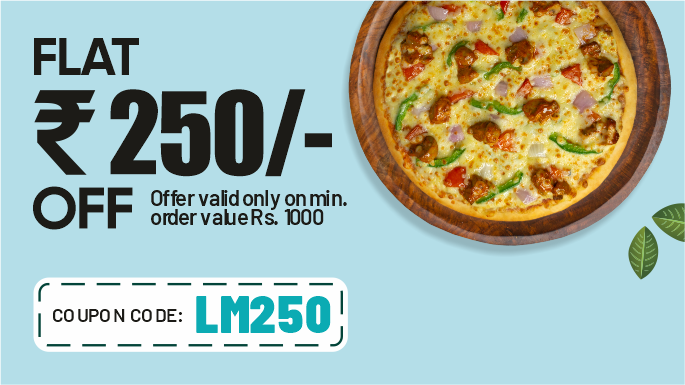 FLAT
₹ 250/-
OFF
Offer valid only on min.
order value Rs. 1000
COUPON CODE: LM250